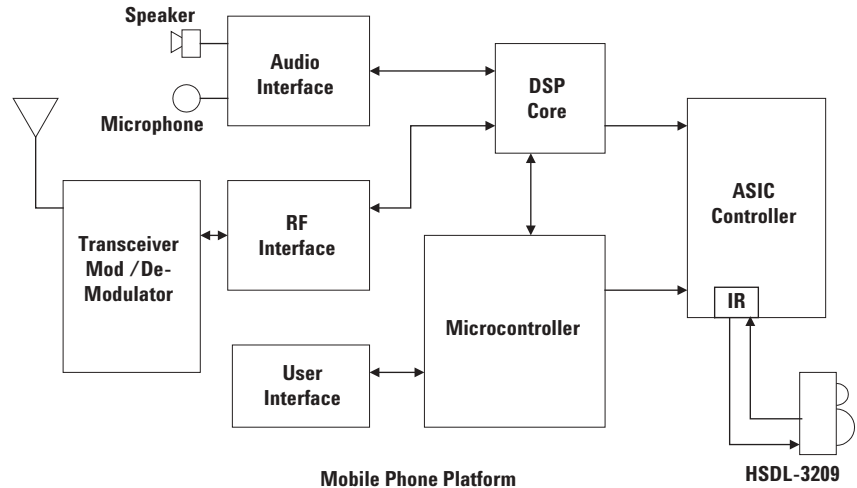 Speaker
Audio
Interface
Microphone
DSP
Core
ASIC
Controller
Transceiver
Mod /De-
Modulator
RF
Interface
IR
Microcontroller
User
Interface
HSDL-3209
Mobile Phone Platform